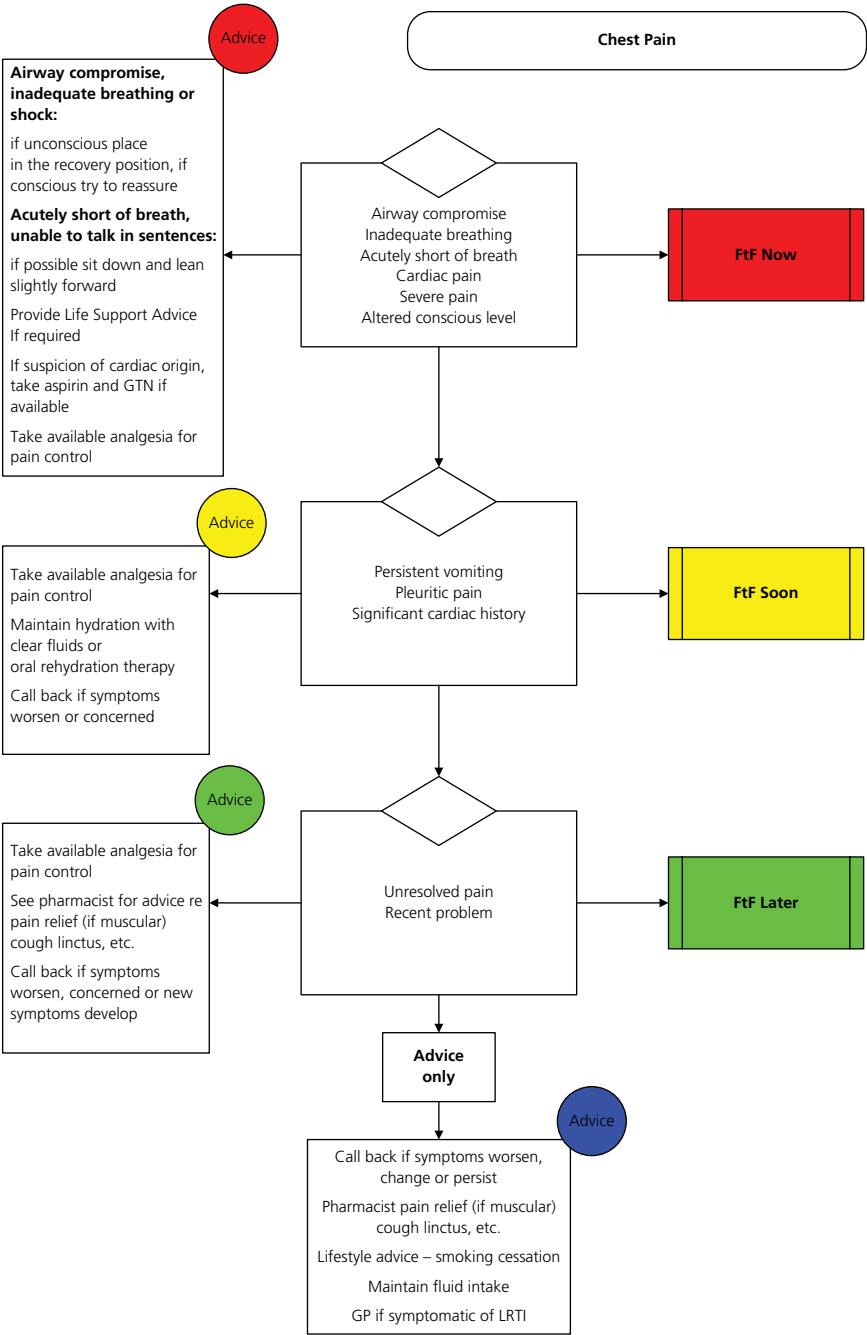 Chest Pain
Advice
Airway compromise,
inadequate breathing or
shock:
if unconscious place
in the recovery position, if
conscious try to reassure
Acutely short of breath,
unable to talk in sentences:
if possible sit down and lean
slightly forward
Provide Life Support Advice
If required
If suspicion of cardiac origin,
take aspirin and GTN if
available
Take available analgesia for
pain control
Airway compromise
Inadequate breathing
Acutely short of breath
Cardiac pain
Severe pain
Altered conscious level
FtF Now
Advice
Take available analgesia for
pain control
Maintain hydration with
clear fluids or
oral rehydration therapy
Call back if symptoms
worsen or concerned
Persistent vomiting
Pleuritic pain
Significant cardiac history
FtF Soon
Advice
Take available analgesia for
pain control
See pharmacist for advice re
pain relief (if muscular)
cough linctus, etc.
Call back if symptoms
worsen, concerned or new
symptoms develop
Unresolved pain
Recent problem
FtF Later
Advice
only
Advice
Call back if symptoms worsen,
change or persist
Pharmacist pain relief (if muscular)
cough linctus, etc.
Lifestyle advice – smoking cessation
Maintain fluid intake
GP if symptomatic of LRTI